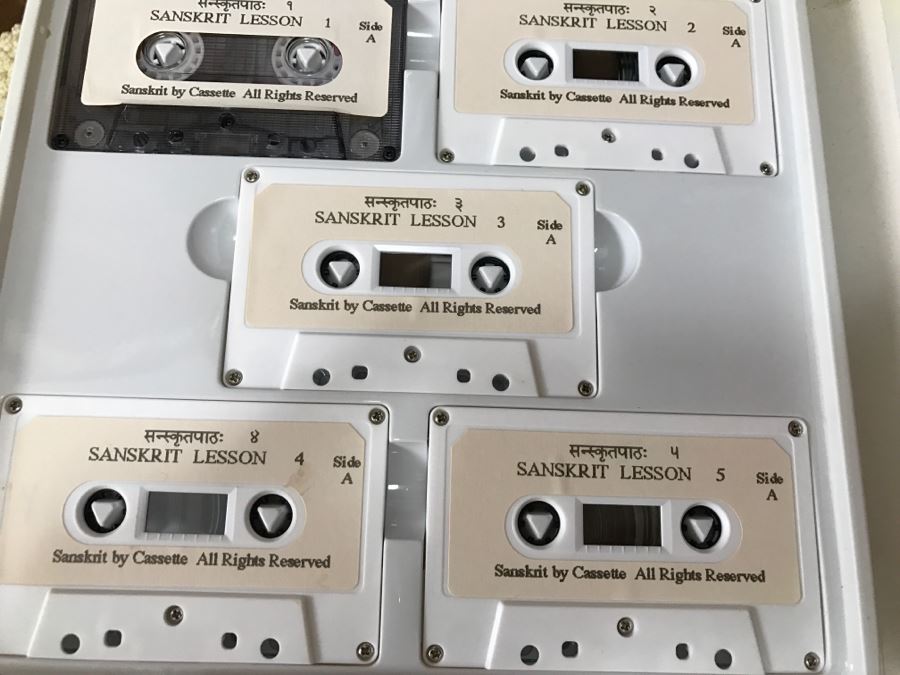 सन्स्कृतपाठः १
SANSKRIT LESSON 1
Side
A
Sanskrit by Cassette All Rights Reserved
सन्स्कृतपाठः २
SANSKRIT LESSON 2
Side
A
Sanskrit by Cassette All Rights Reserved
सन्स्कृतपाठः ३
SANSKRIT LESSON 3
Side
A
Sanskrit by Cassette All Rights Reserved
सन्स्कृतपाठः ४
SANSKRIT LESSON 4
Side
A
Sanskrit by Cassette All Rights Reserved
सन्स्कृतपाठः ५
SANSKRIT LESSON 5
Side
A
Sanskrit by Cassette All Rights Reserved